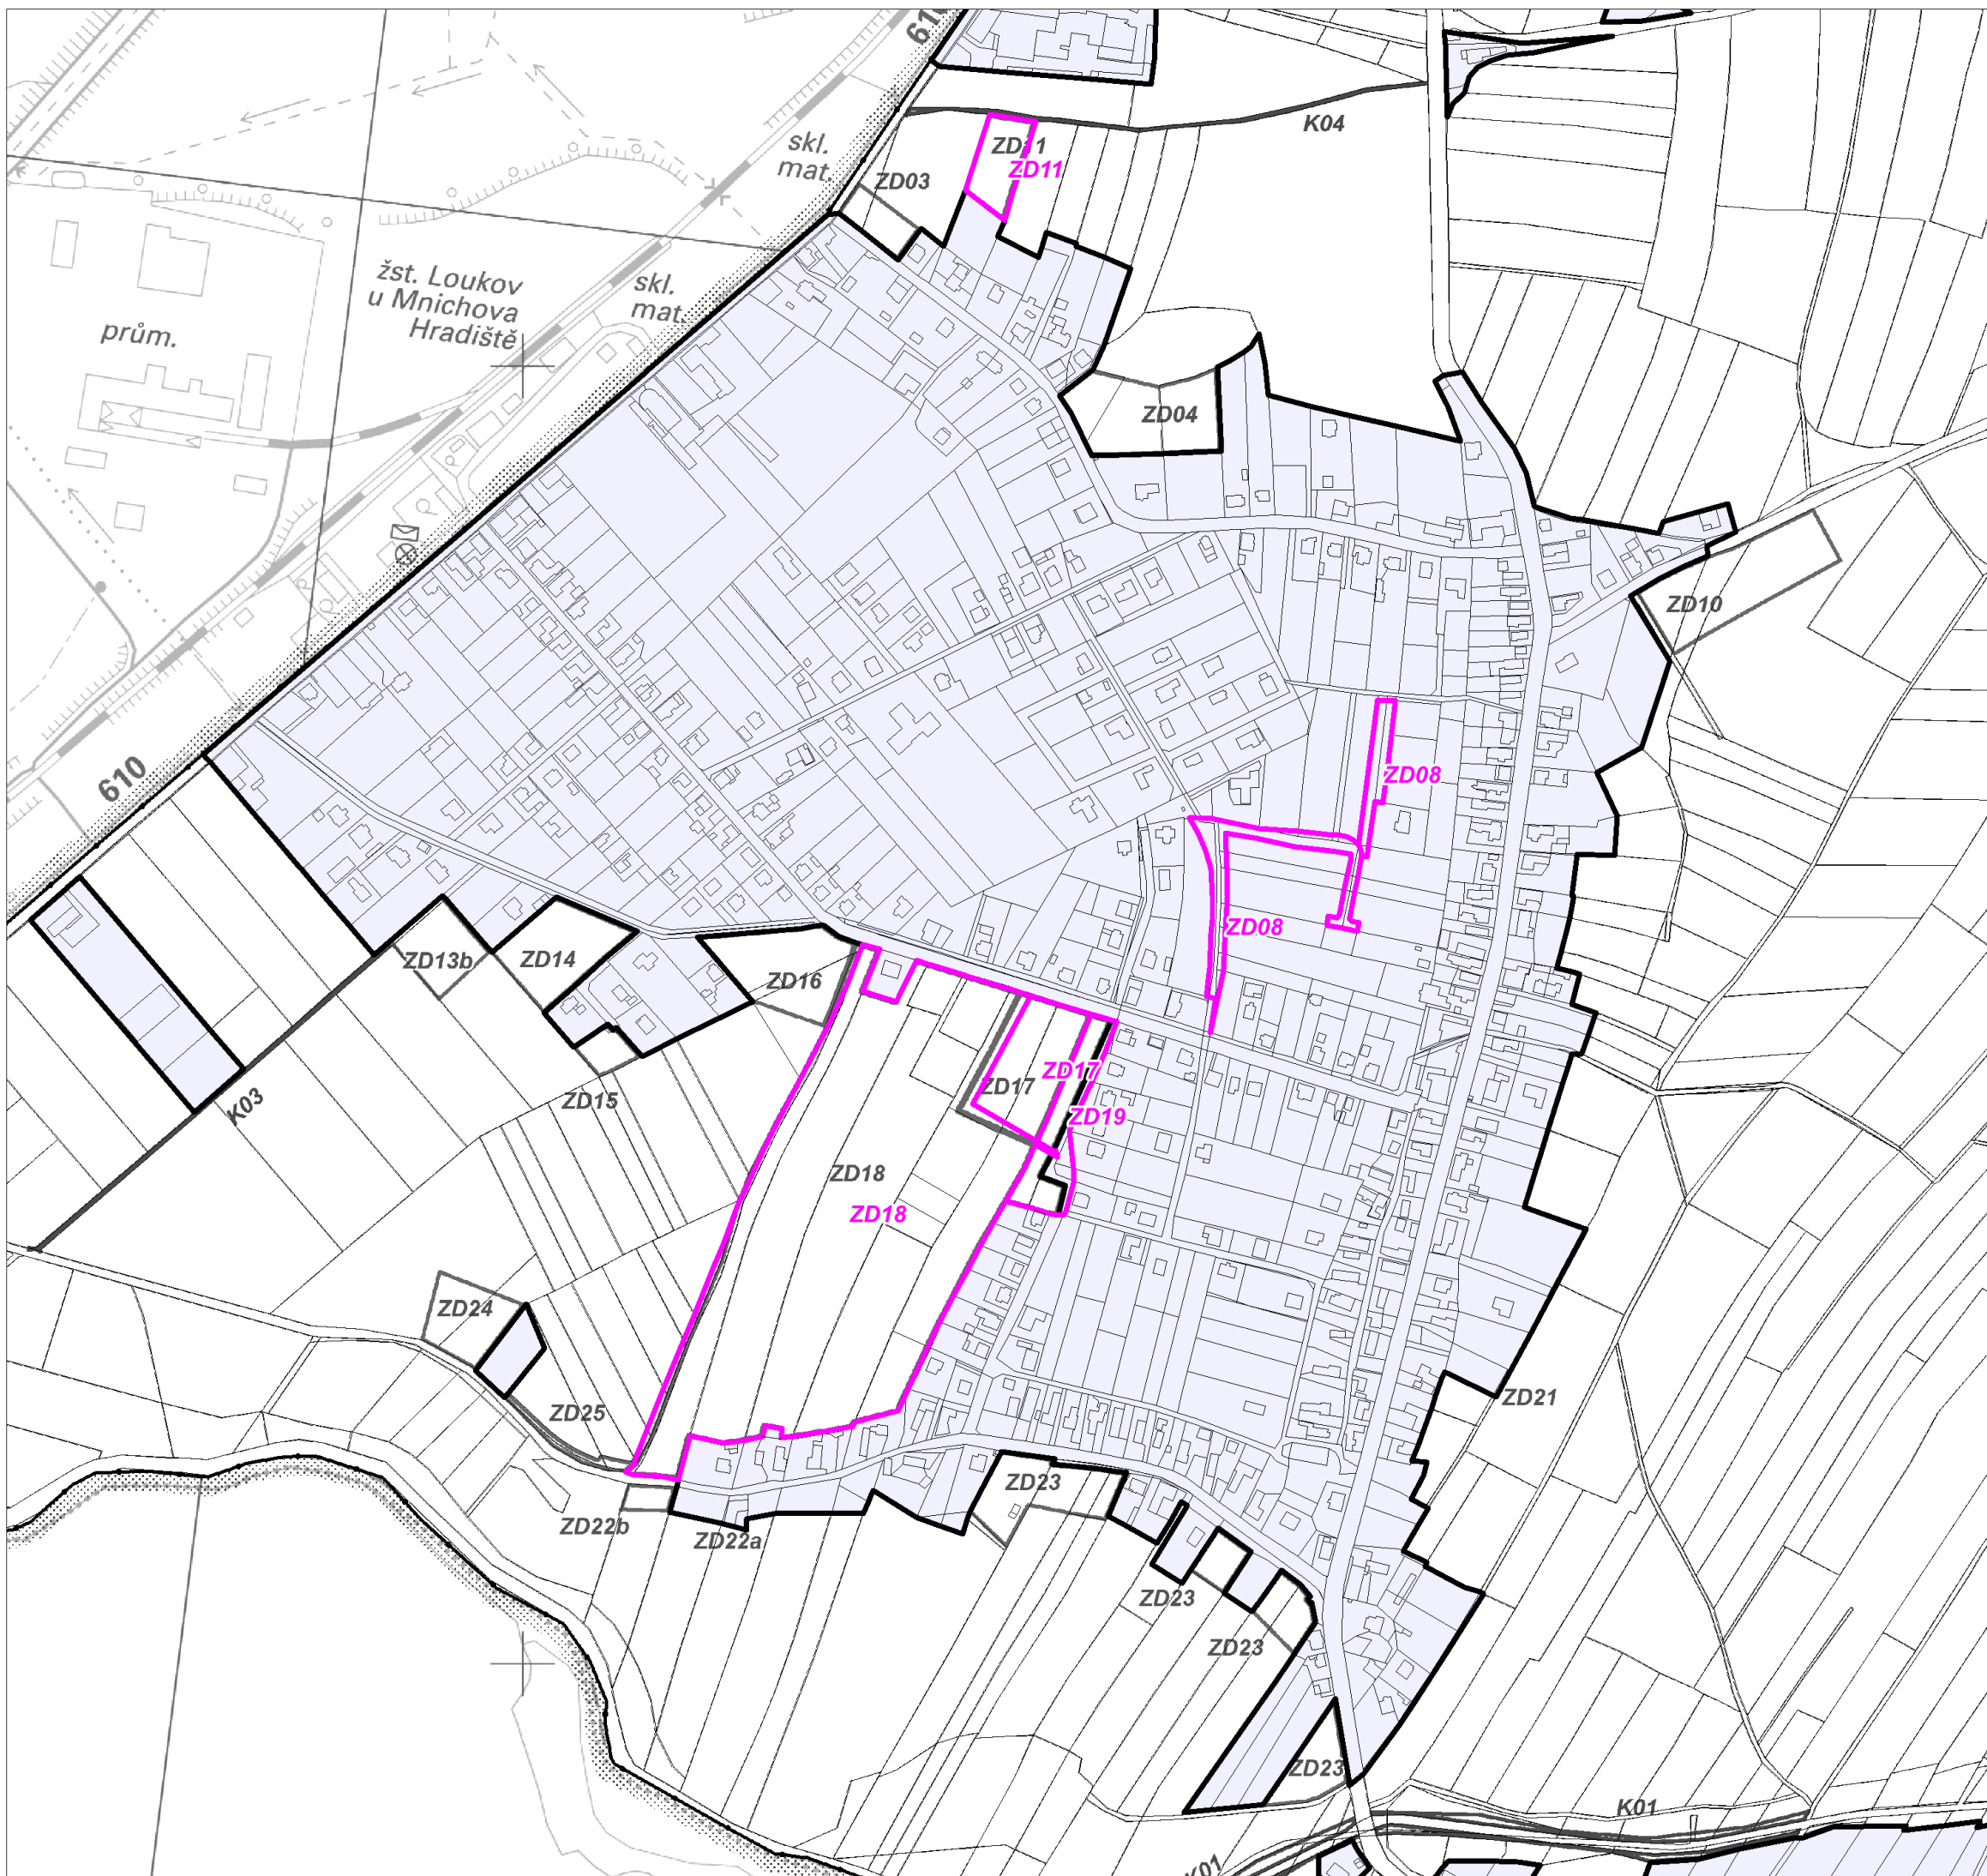 610
skl.
mat.
K04
ZD11
ZD11
ZD03
žst. Loukov
u Mnichova
Hradiště
skl.
mat.
prům.
ZD04
ZD10
610
ZD08
ZD08
ZD13b
ZD14
ZD16
K03
ZD15
ZD17
ZD17
ZD19
ZD18
ZD18
ZD24
ZD25
ZD21
ZD22b
ZD22a
ZD23
ZD23
ZD23
ZD23
K01
K01